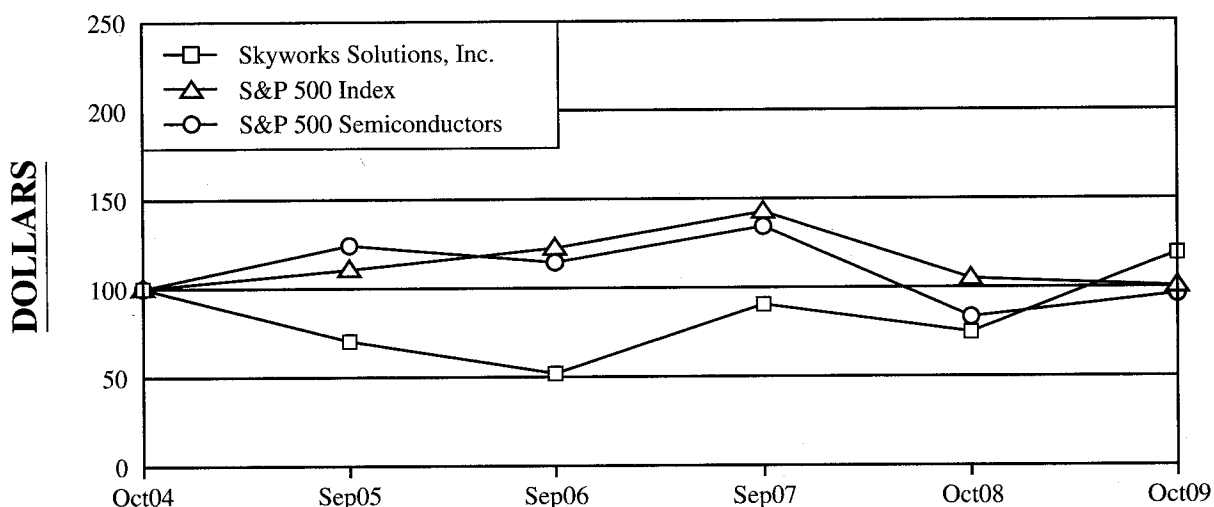 250
200
150
100
50
0
DOLLARS
Skyworks Solutions, Inc.
S&P 500 Index
S&P 500 Semiconductors
Oct04 Sep05 Sep06 Sep07 Oct08 Oct09